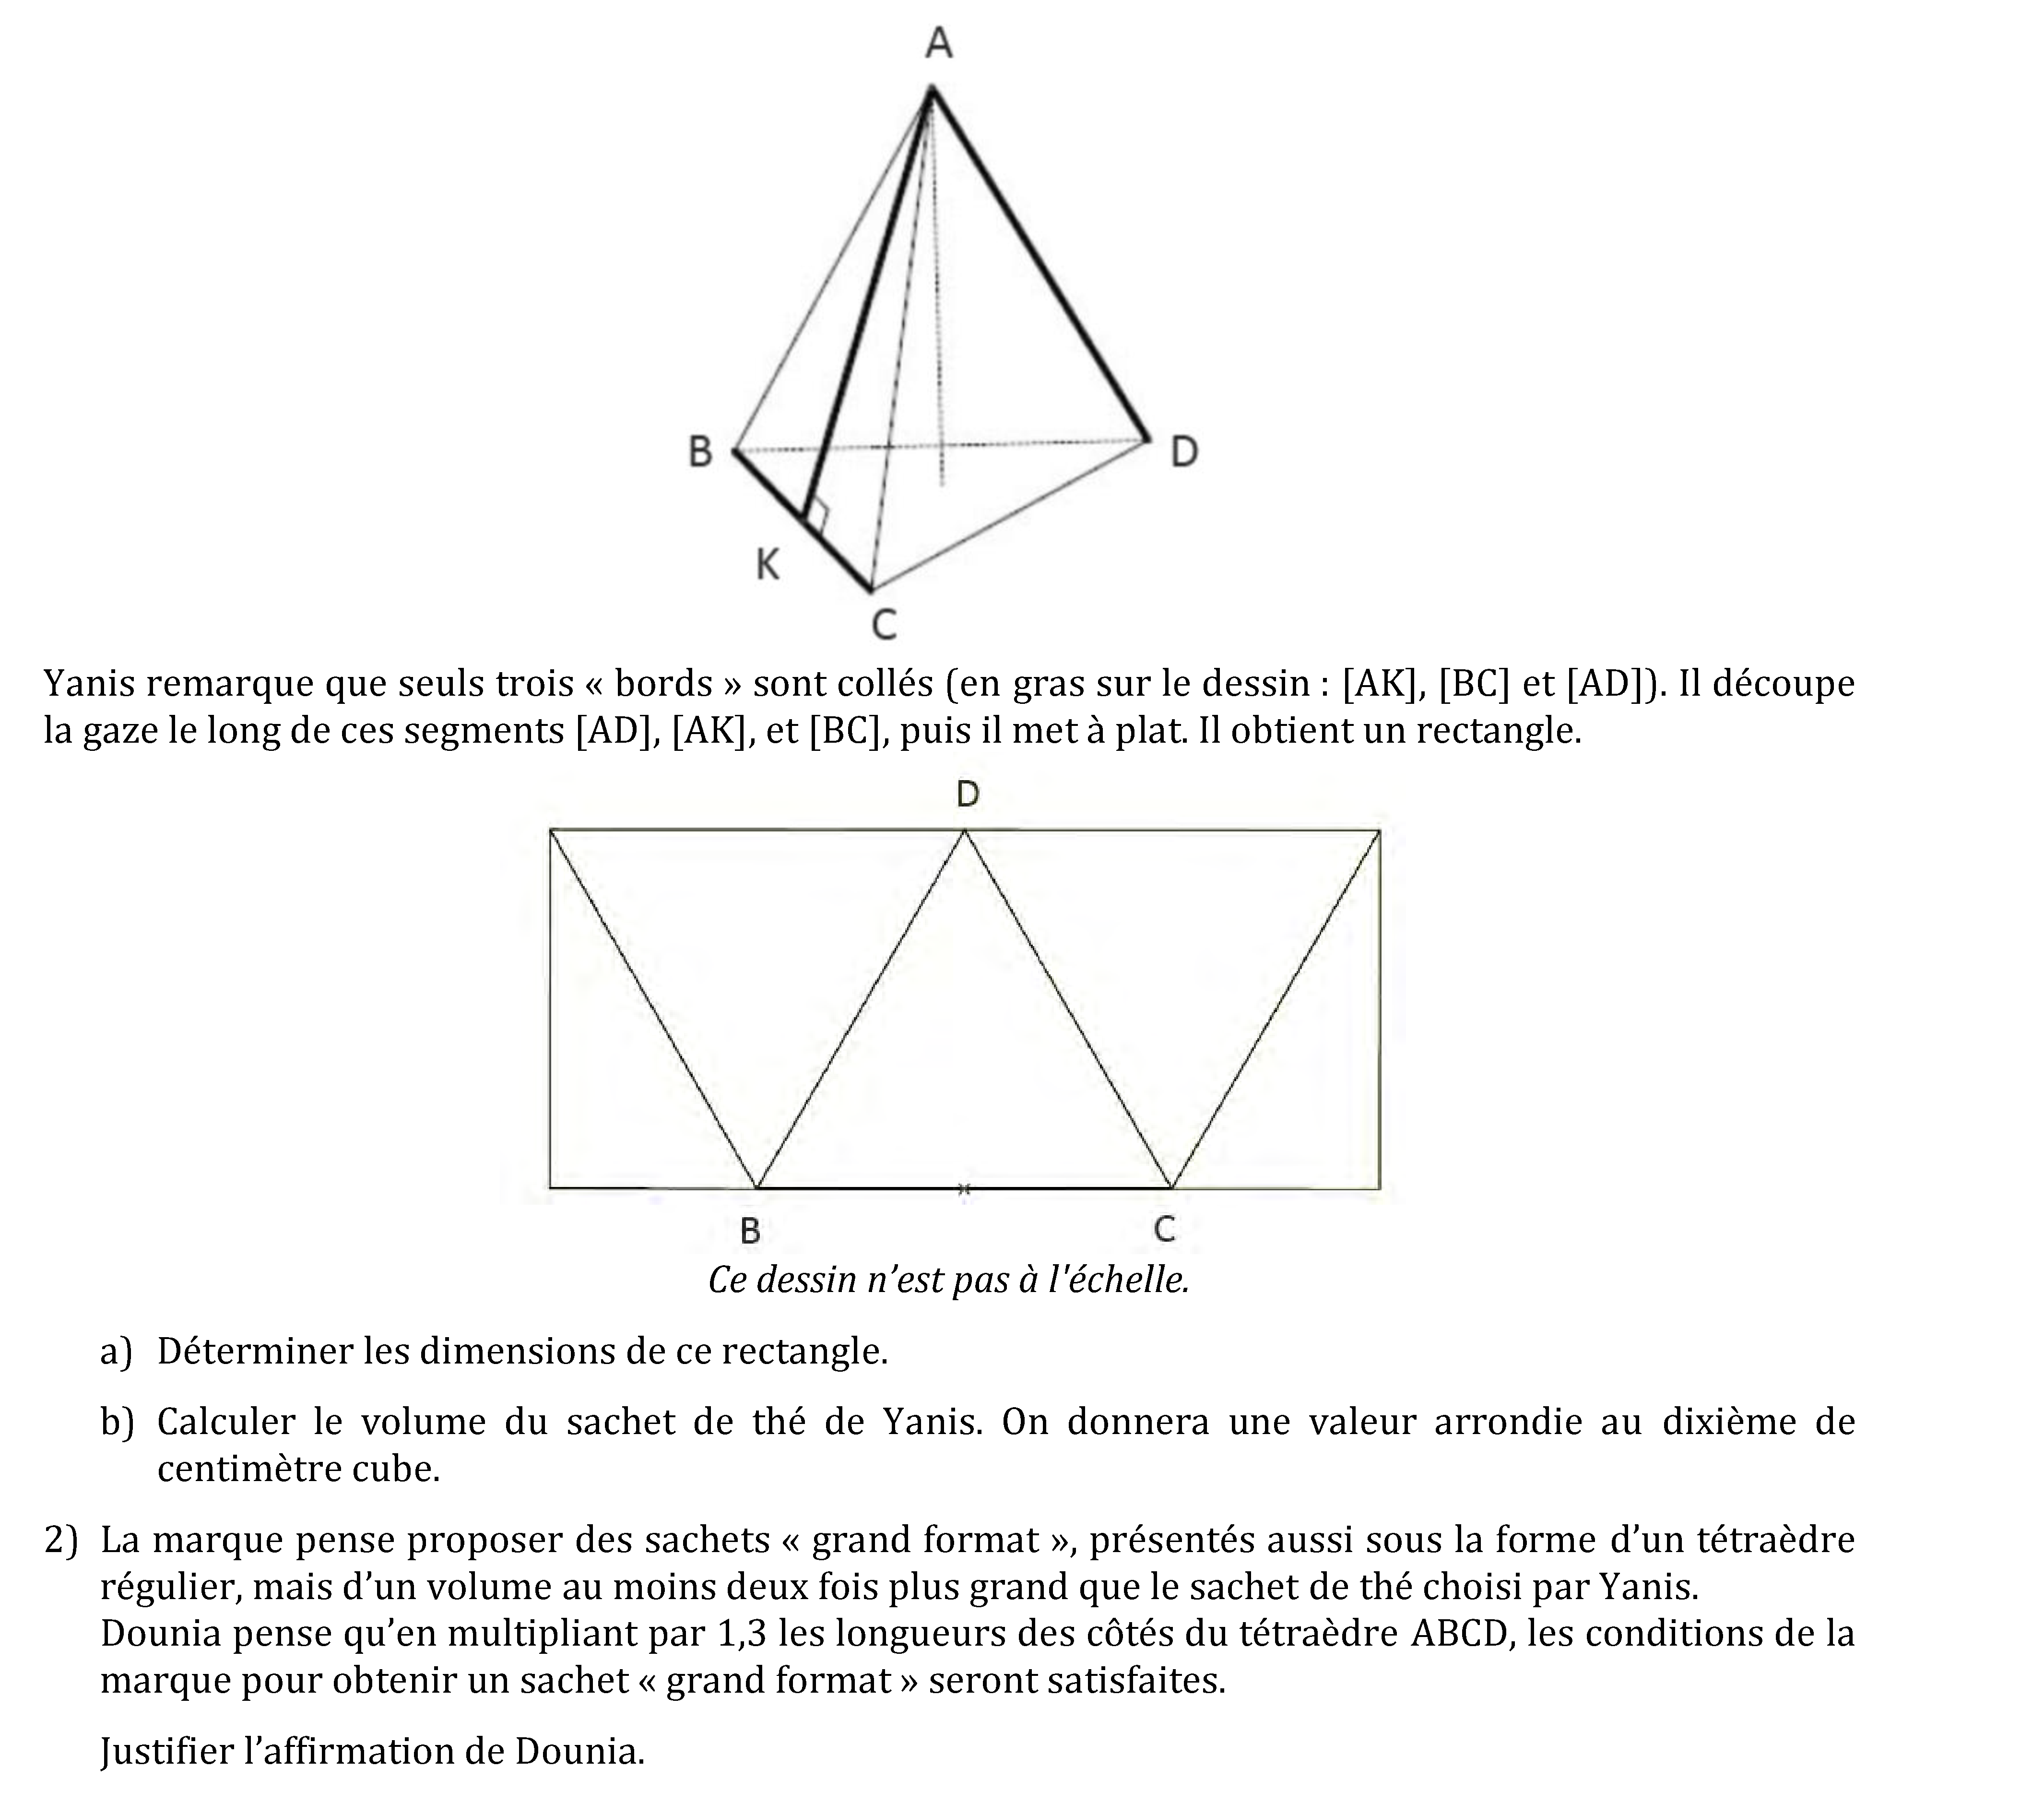 A
B
D
K
C
Yanis remarque que seuls trois « bords » sont collés (en gras sur le dessin : [AK], [BC] et [AD]). Il découpe
la gaze le long de ces segments [AD], [AK], et [BC], puis il met à plat. Il obtient un rectangle.
D
B
C
Ce dessin n’est pas à l'échelle.
a) Déterminer les dimensions de ce rectangle.
b) Calculer le volume du sachet de thé de Yanis. On donnera une valeur arrondie au dixième de
centimètre cube.
2) La marque pense proposer des sachets « grand format », présentés aussi sous la forme d’un tétraèdre
régulier, mais d’un volume au moins deux fois plus grand que le sachet de thé choisi par Yanis.
Dounia pense qu’en multipliant par 1,3 les longueurs des côtés du tétraèdre ABCD, les conditions de la
marque pour obtenir un sachet « grand format » seront satisfaites.
Justifier l’affirmation de Dounia.